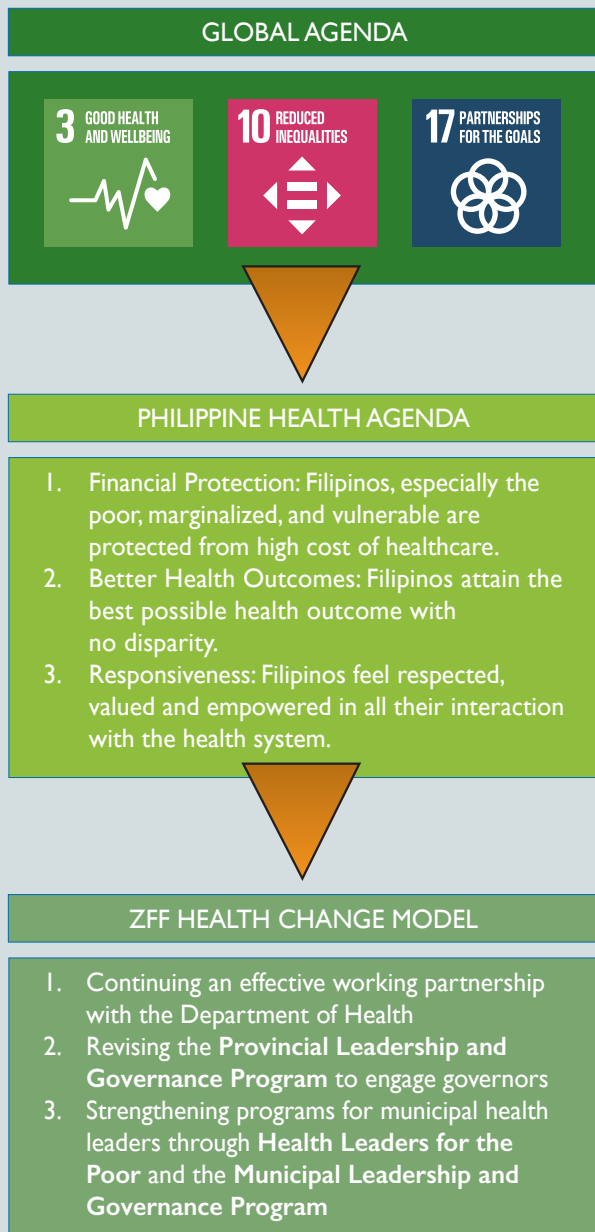 GLOBAL AGENDA
3 GOOD HEALTH
AND WELLBEING
10 REDUCED
INEQUALITIES
17 PARTNERSHIPS
FOR THE GOALS
PHILIPPINE HEALTH AGENDA
1. Financial Protection: Filipinos, especially the
poor, marginalized, and vulnerable are
protected from high cost of healthcare.
2. Better Health Outcomes: Filipinos attain the
best possible health outcome with
no disparity.
3. Responsiveness: Filipinos feel respected,
valued and empowered in all their interaction
with the health system.
ZFF HEALTH CHANGE MODEL
1. Continuing an effective working partnership
with the Department of Health
2. Revising the Provincial Leadership and
Governance Program to engage governors
3. Strengthening programs for municipal health
leaders through Health Leaders for the
Poor and the Municipal Leadership and
Governance Program